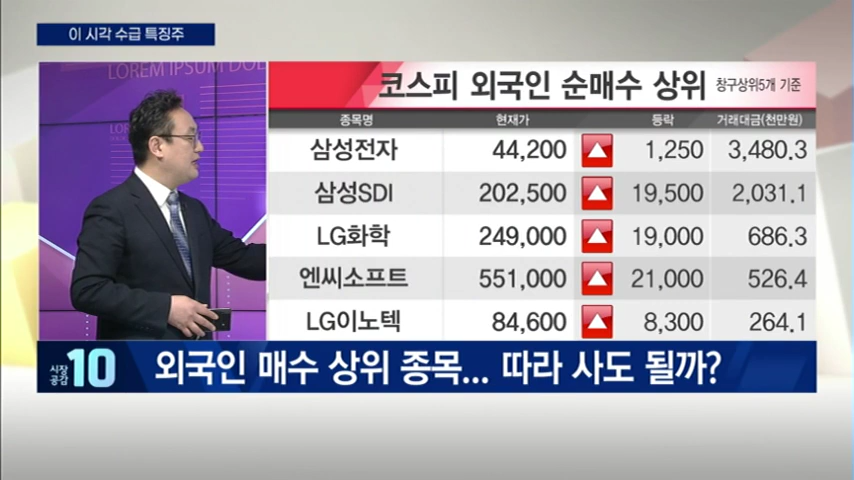 이 시각 수급 특징주
LOREM IPSUM DOL
LOREM
코스피 외국인 순매수 상위 창구상위5개 기준
종목명 현재가 등락 거래대금(천만원)
삼성전자 44,200 1,250 3,480.3
삼성SDI 202,500 19,500 2,031.1
LG화학 249,000 19,000 686.3
엔씨소프트 551,000 21,000 526.4
LG이노텍 84,600 8,300 264.1
시장공감 10 외국인 매수 상위 종목... 따라 사도 될까?